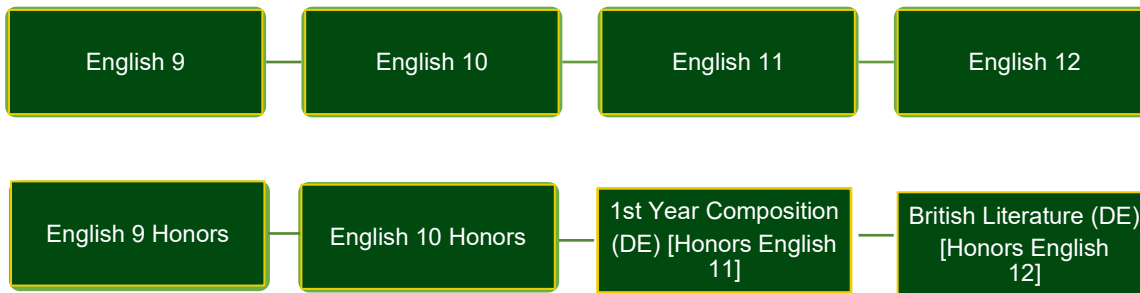 English 9
English 10
English 11
English 12
English 9 Honors
English 10 Honors
1st Year Composition
(DE) [Honors English
11]
British Literature (DE)
[Honors English
12]